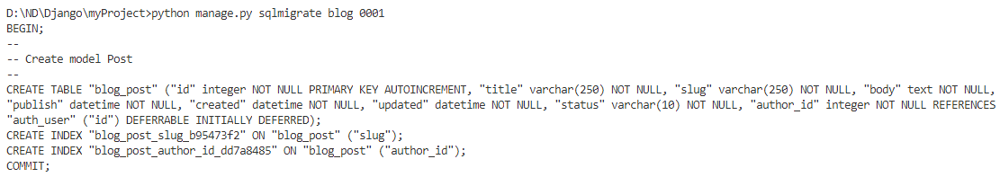 D:\ND\Django\myProject>python manage.py sqlmigrate blog 0001
BEGIN;
--
-- Create model Post
--
CREATE TABLE "blog_post" ("id" integer NOT NULL PRIMARY KEY AUTOINCREMENT, "title" varchar(250) NOT NULL, "slug" varchar(250) NOT NULL, "body" text NOT NULL,
"publish" datetime NOT NULL, "created" datetime NOT NULL, "updated" datetime NOT NULL, "status" varchar(10) NOT NULL, "author_id" integer NOT NULL REFERENCES
"auth_user" ("id") DEFERRABLE INITIALLY DEFERRED);
CREATE INDEX "blog_post_slug_b95473f2" ON "blog_post" ("slug");
CREATE INDEX "blog_post_author_id_dd7a8485" ON "blog_post" ("author_id");
COMMIT;